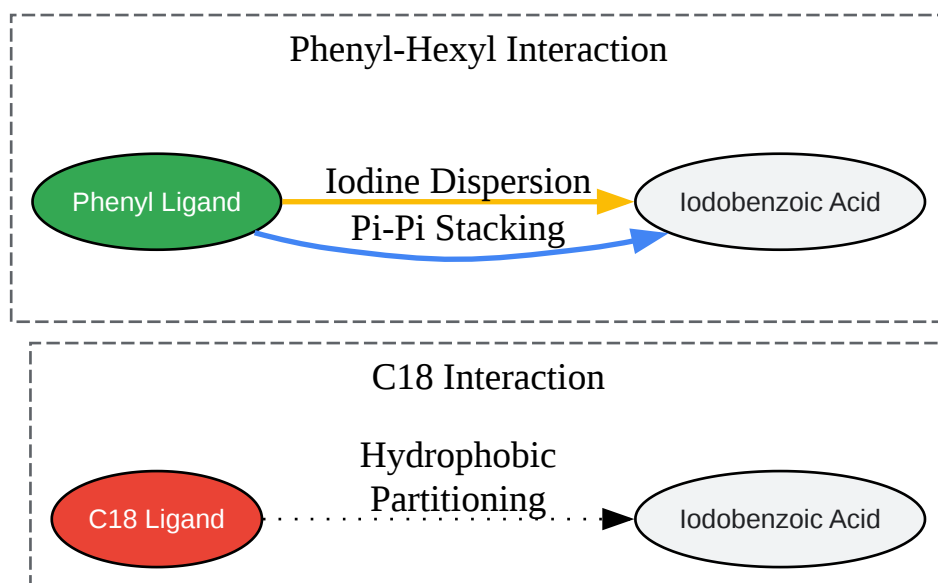 Phenyl-Hexyl Interaction
Phenyl Ligand
Iodine Dispersion
Pi-Pi Stacking
Iodobenzoic Acid
C18 Interaction
C18 Ligand
Hydrophobic
Partitioning
Iodobenzoic Acid